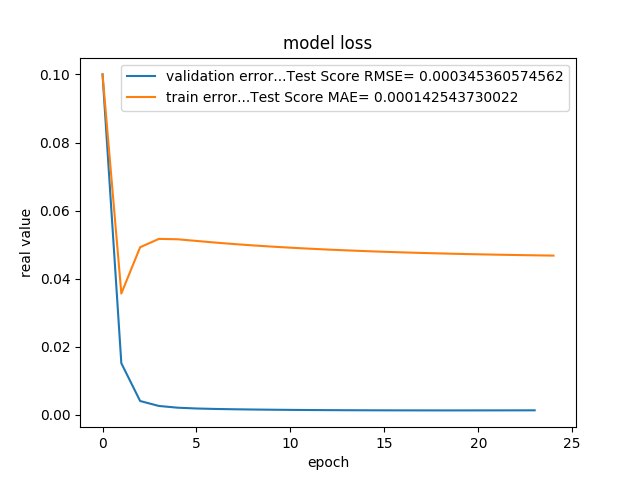 model loss
validation error...Test Score RMSE= 0.000345360574562
train error...Test Score MAE= 0.000142543730022
real value
0.10
0.08
0.06
0.04
0.02
0.00
0 5 10 15 20 25
epoch